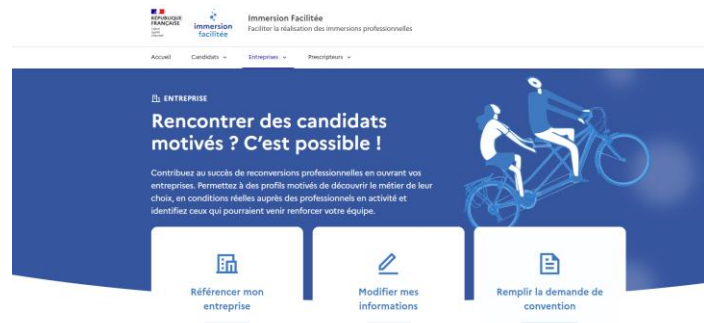 RÉPUBLIQUE
FRANÇAISE
immersion
facilitée
Immersion Facilitée
Faciliter la réalisation des immersions professionnelles
Accueil
Candidats
Entreprises
Prescripteurs
ENTREPRISE
Rencontrer des candidats
motivés ? C’est possible !
Contribuez au succès de reconversions professionnelles en ouvrant vos
entreprises. Permettez à des profils motivés de découvrir le métier de leur
choix, en conditions réelles auprès des professionnels en activité et
identifiez ceux qui pourraient venir renforcer votre équipe.
Référencer mon
entreprise
Modifier mes
informations
Remplir la demande de
convention